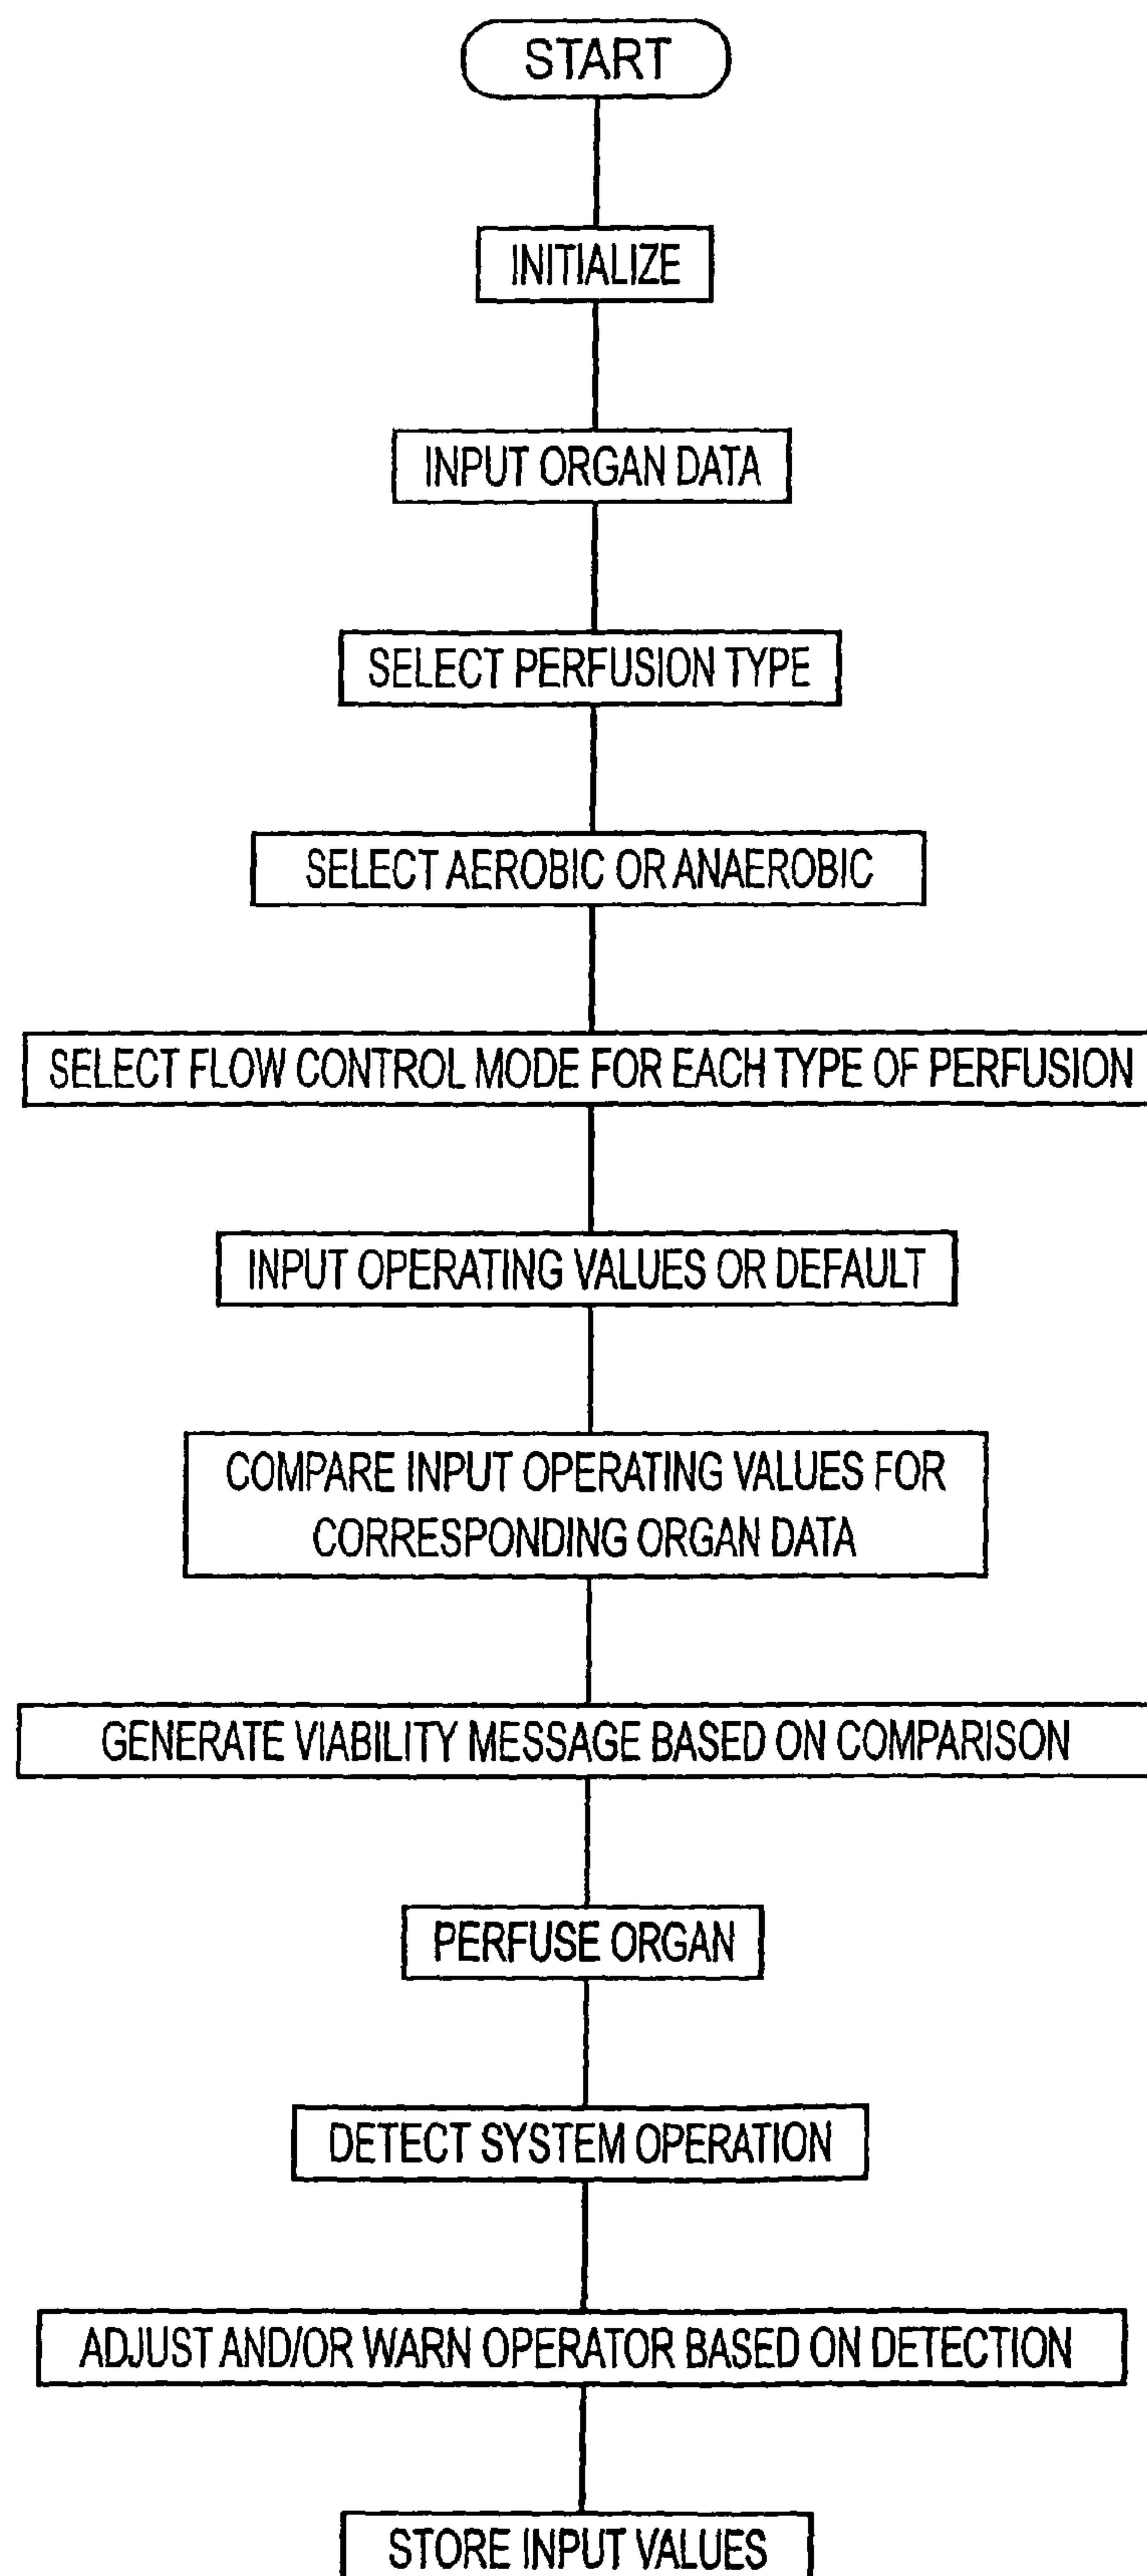 START
INITIALIZE
INPUT ORGAN DATA
SELECT PERFUSION TYPE
SELECT AEROBIC OR ANAEROBIC
SELECT FLOW CONTROL MODE FOR EACH TYPE OF PERFUSION
INPUT OPERATING VALUES OR DEFAULT
COMPARE INPUT OPERATING VALUES FOR
CORRESPONDING ORGAN DATA
GENERATE VIABILITY MESSAGE BASED ON COMPARISON
PERFUSE ORGAN
DETECT SYSTEM OPERATION
ADJUST AND/OR WARN OPERATOR BASED ON DETECTION
STORE INPUT VALUES